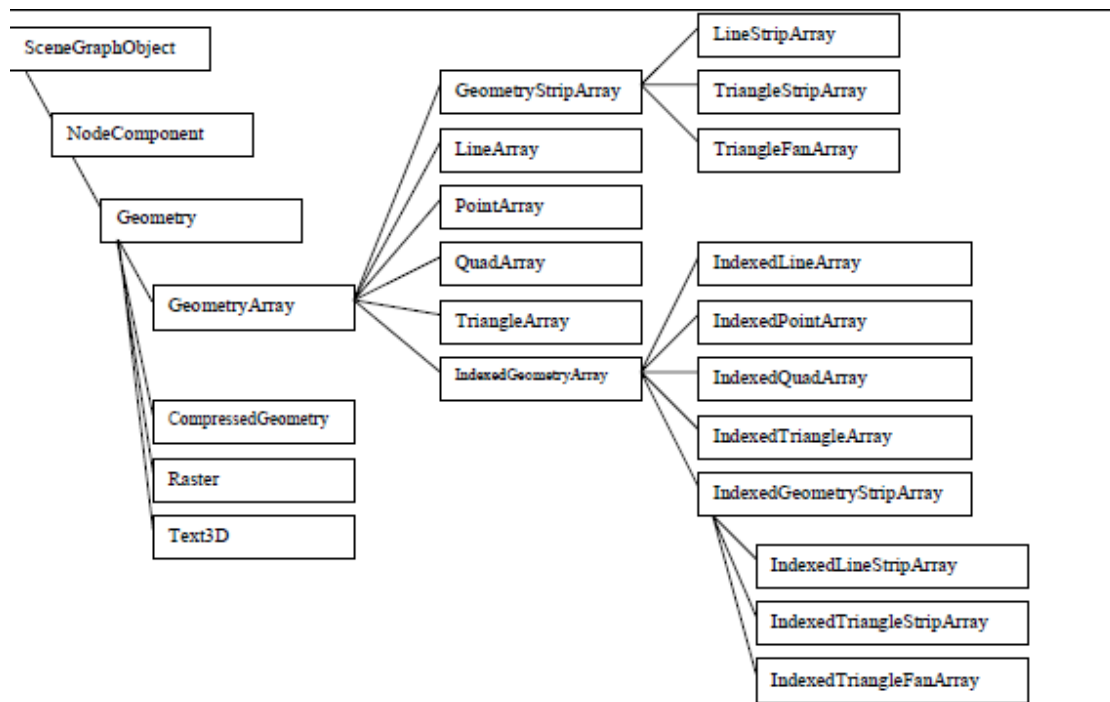 SceneGraphObject
NodeComponent
Geometry
GeometryArray
CompressedGeometry
Raster
Text3D
GeometryStripArray
LineArray
PointArray
QuadArray
TriangleArray
IndexedGeometryArray
LineStripArray
TriangleStripArray
TriangleFanArray
IndexedLineArray
IndexedPointArray
IndexedQuadArray
IndexedTriangleArray
IndexedGeometryStripArray
IndexedLineStripArray
IndexedTriangleStripArray
IndexedTriangleFanArray